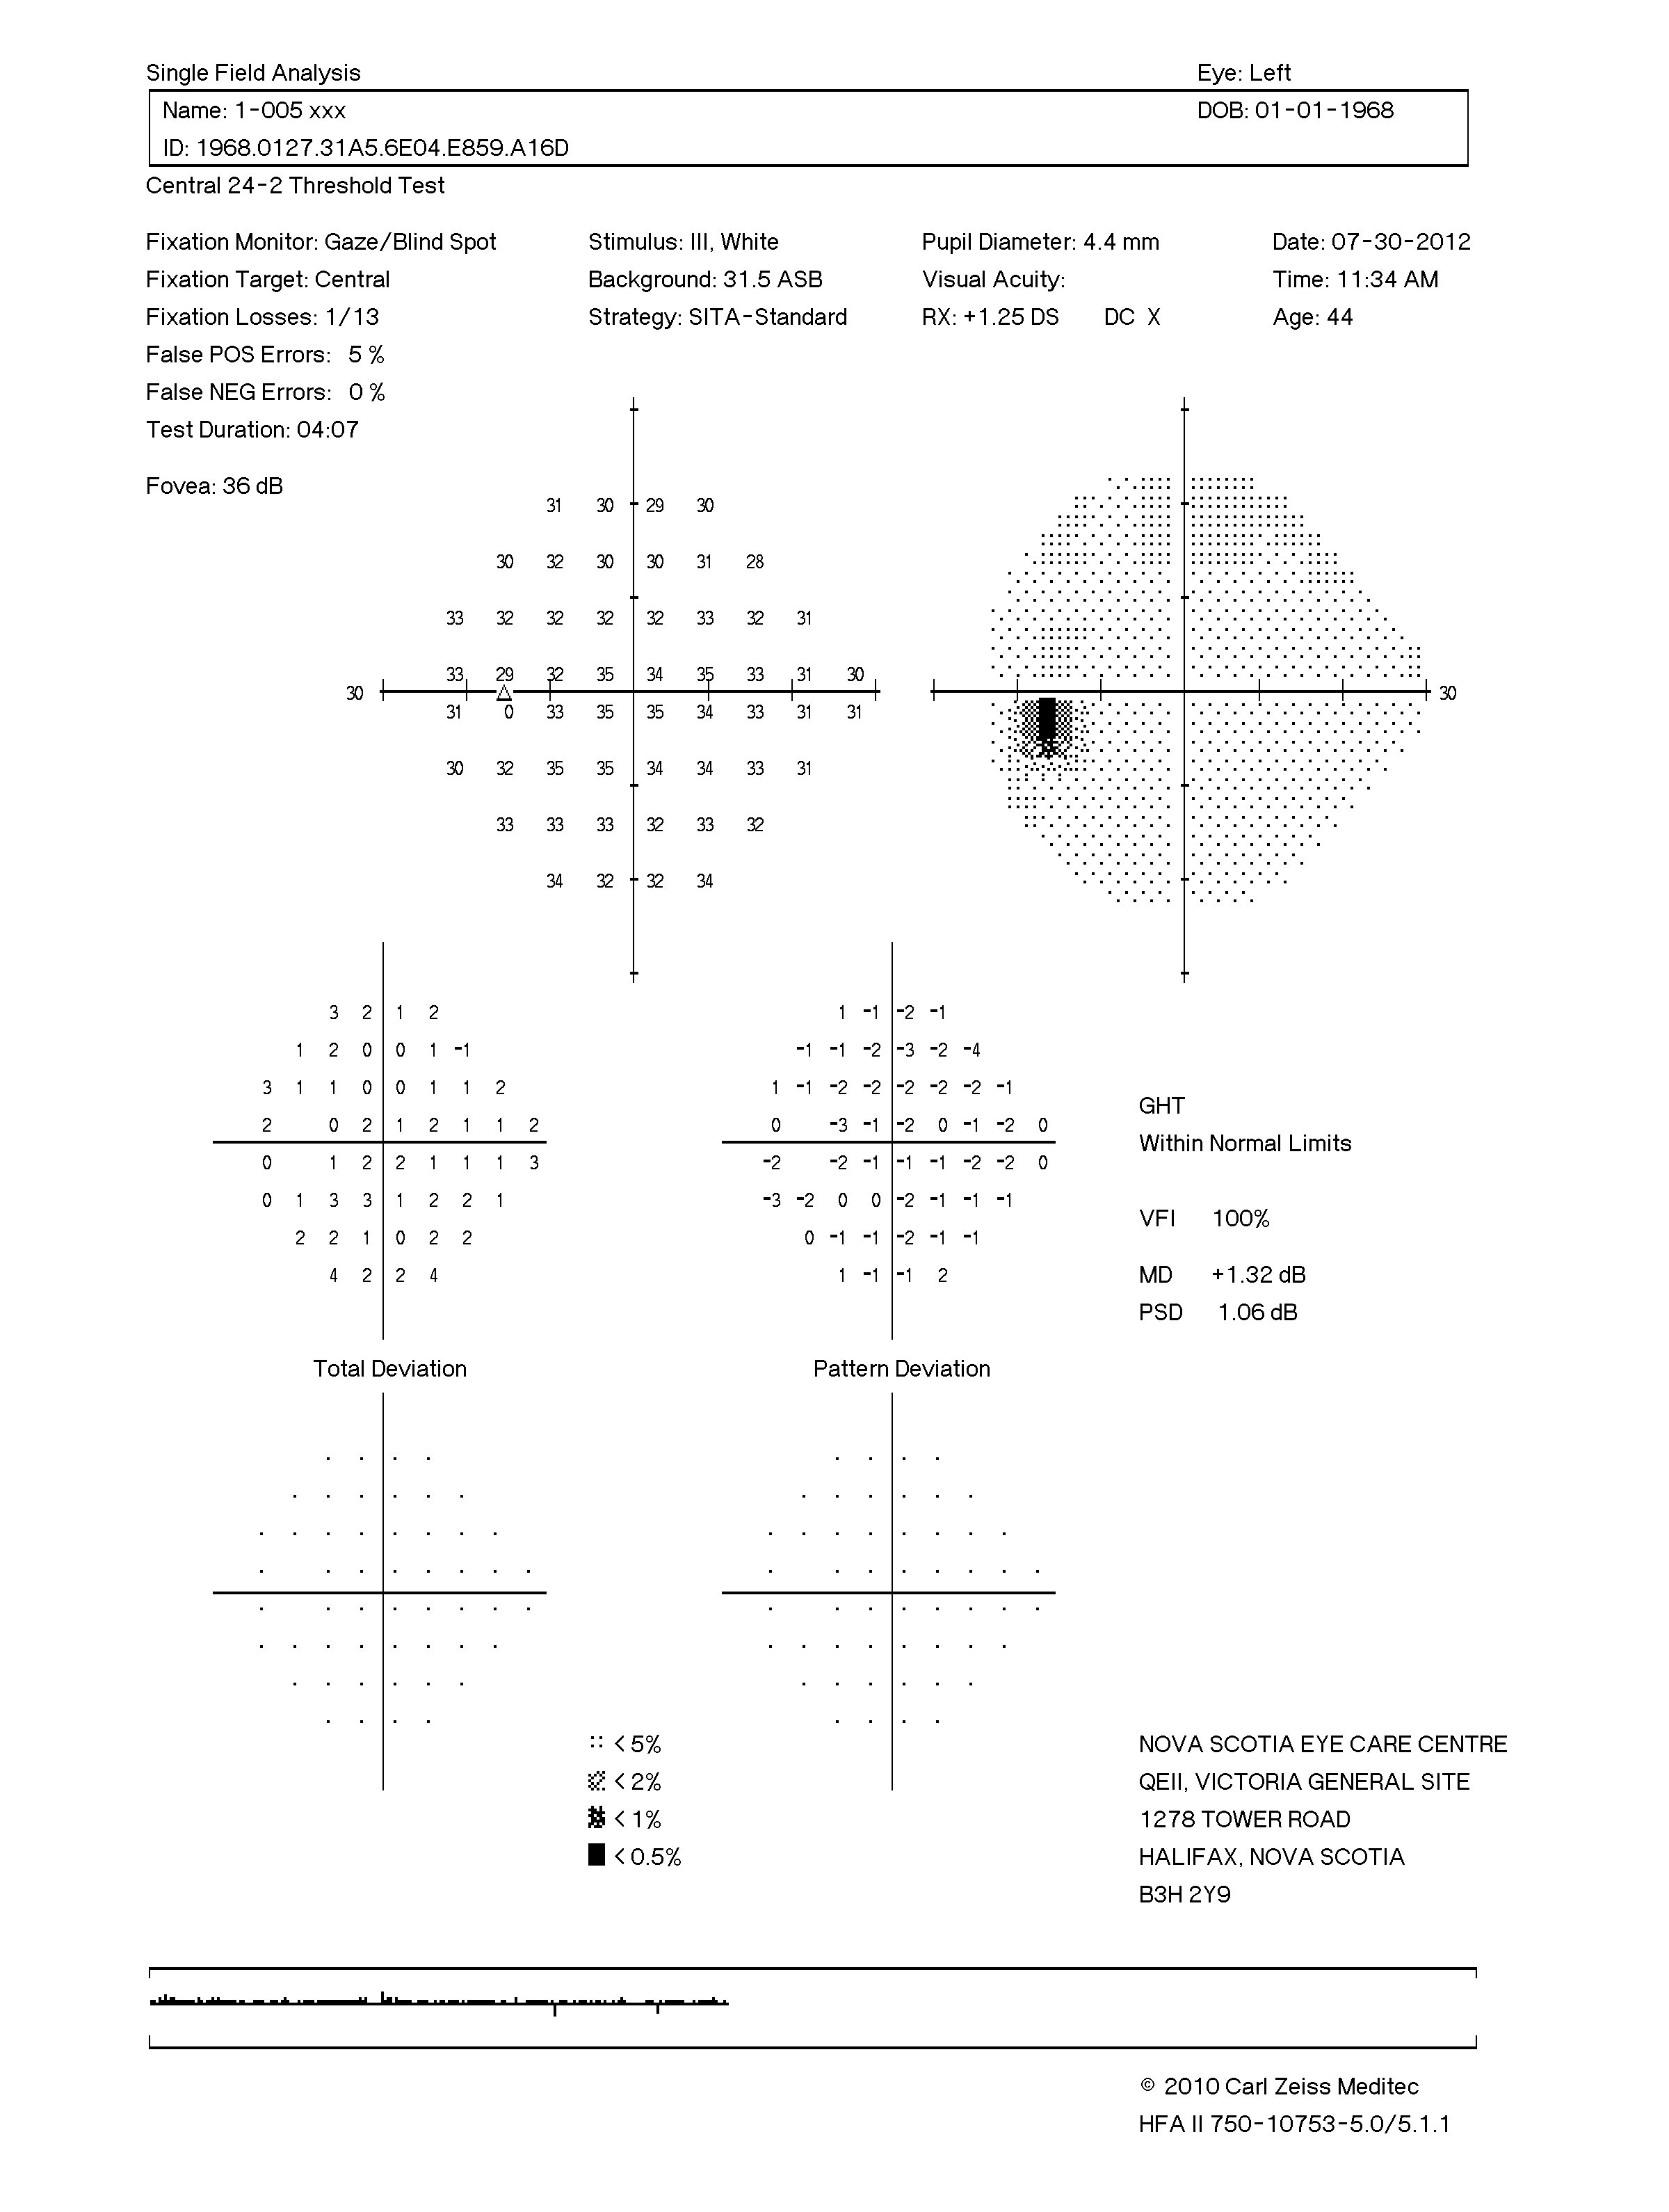 Single Field Analysis Eye: Left
Name: 1-005 xxx DOB: 01-01-1968
ID: 1968.0127.31A5.6E04.E859.A16D
Central 24-2 Threshold Test
Fixation Monitor: Gaze/Blind Spot Stimulus: III, White Pupil Diameter: 4.4 mm Date: 07-30-2012
Fixation Target: Central Background: 31.5 ASB Visual Acuity: Time: 11:34 AM
Fixation Losses: 1/13 Strategy: SITA-Standard RX: +1.25 DS DC X Age: 44
False POS Errors: 5 %
False NEG Errors: 0 %
Test Duration: 04:07
Fovea: 36 dB
31 30 29 30
30 32 30 30 31 28
33 32 32 32 32 33 32 31
33 29 32 35 34 35 33 31 30
30 30
31 0 33 35 35 34 33 31 31
30 32 35 35 34 34 33 31
33 33 33 32 33 32
34 32 32 34
3 2 1 2 1 -1 -2 -1
1 2 0 0 1 -1 -1 -1 -2 -3 -2 -4
3 1 1 0 0 1 1 2 1 -1 -2 -2 -2 -2 -2 -1
2 0 2 1 2 1 1 2 0 -3 -1 -2 0 -1 -2 0
0 1 2 2 1 1 1 3 -2 -2 -1 -1 -1 -2 -2 0
0 1 3 3 1 2 2 1 -3 -2 0 0 -2 -1 -1 -1
2 2 1 0 2 2 0 -1 -1 -2 -1 -1
4 2 2 4 1 -1 -1 2
GHT
Within Normal Limits
VFI 100%
MD +1.32 dB
PSD 1.06 dB
Total Deviation Pattern Deviation
< 5%
< 2%
< 1%
< 0.5%
NOVA SCOTIA EYE CARE CENTRE
QEII, VICTORIA GENERAL SITE
1278 TOWER ROAD
HALIFAX, NOVA SCOTIA
B3H 2Y9
© 2010 Carl Zeiss Meditec
HFA II 750-10753-5.0/5.1.1